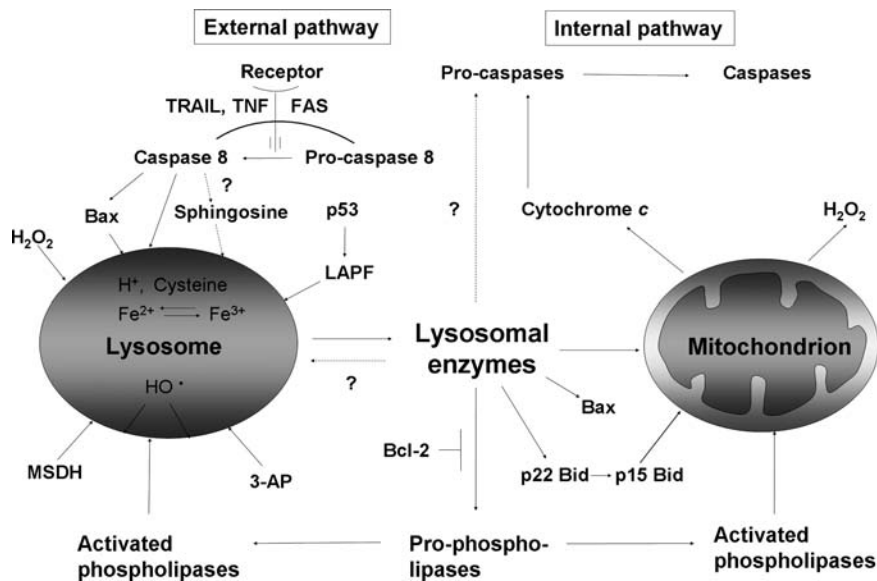 External pathway
Internal pathway
Receptor
Pro-caspases
Caspases
TRAIL, TNF
FAS
Caspase 8
Pro-caspase 8
?
Bax
Sphingosine
p53
?
Cytochrome c
H₂O₂
H₂O₂
LAPF
H⁺, Cysteine
Fe²⁺
Fe³⁺
Lysosome
Lysosomal
enzymes
Mitochondrion
?
HO •
Bax
Bcl-2
MSDH
3-AP
p22 Bid
p15 Bid
Activated
phospholipases
Pro-phospho-
lipases
Activated
phospholipases